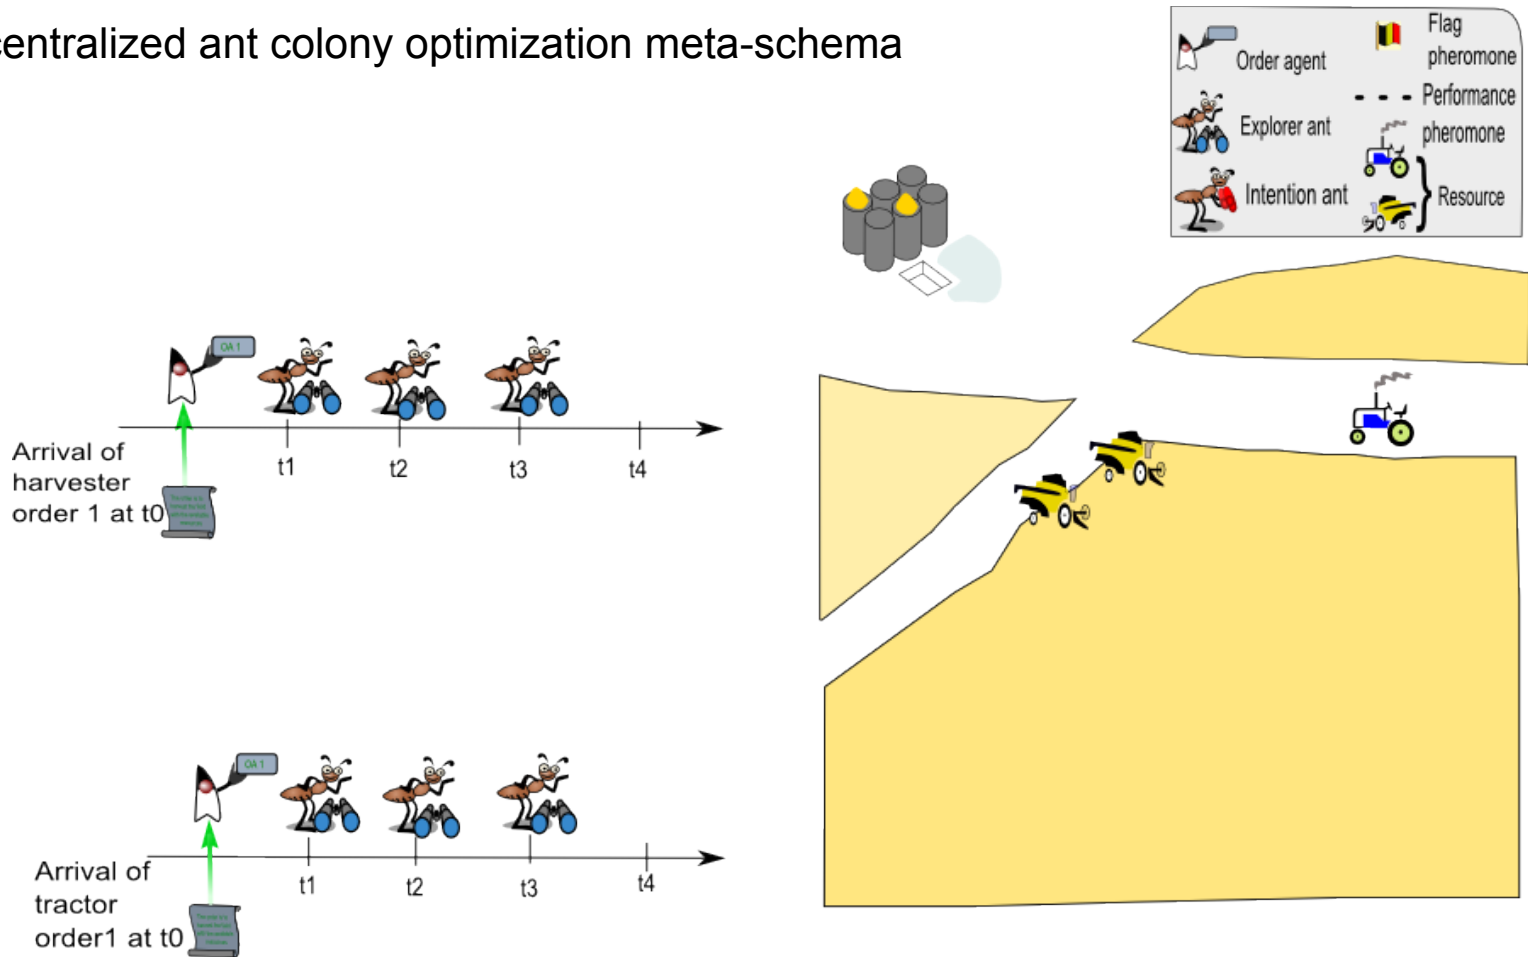 centralized ant colony optimization meta-schema
Order agent
Flag
pheromone
Explorer ant
Performance
pheromone
Intention ant
Resource
OA 1
Arrival of
harvester
order 1 at t0
t1
t2
t3
t4
OA 1
Arrival of
tractor
order1 at t0
t1
t2
t3
t4